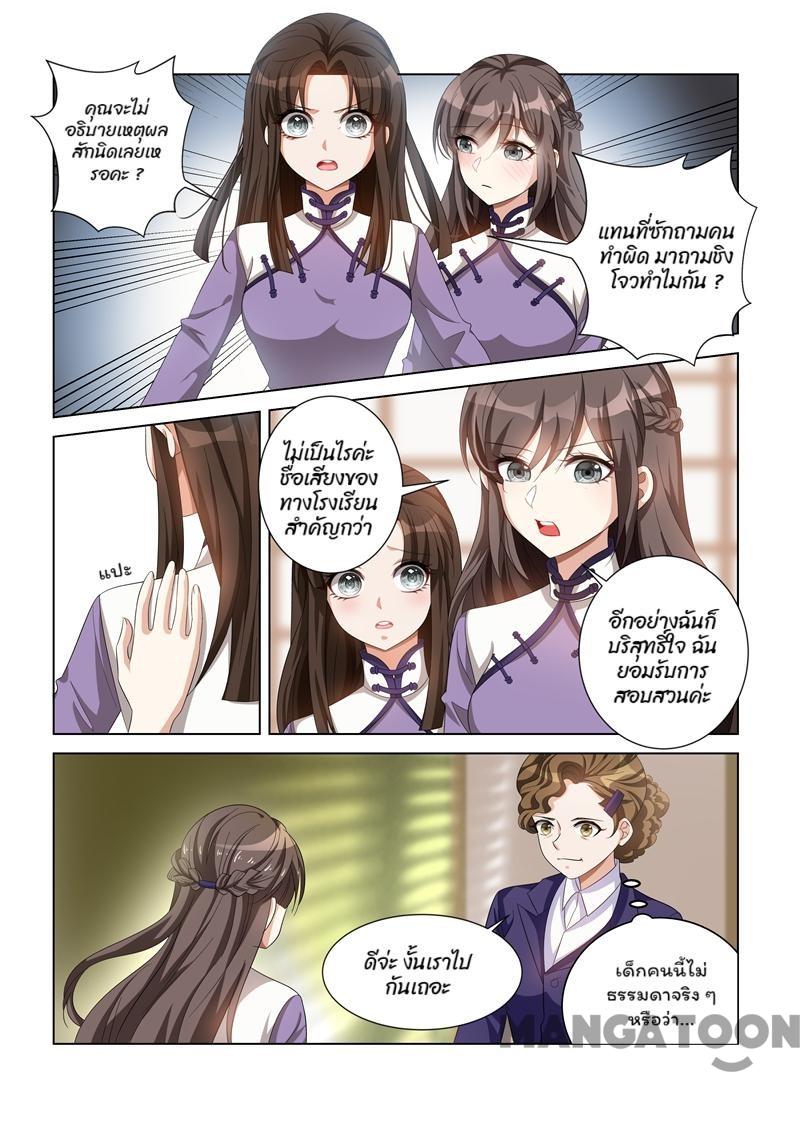 คุณจะไม่
อธิบายเหตุผล
สักนิดเลยเห
รอคะ ?
แทนที่ซักถามคน
ทำผิด มาถามชิง
โจวทำไมกัน ?
แปะ
ไม่เป็นไรค่ะ
ชื่อเสียงของ
ทางโรงเรียน
สำคัญกว่า
อีกอย่างฉันก็
บริสุทธิ์ใจ ฉัน
ยอมรับการ
สอบสวนค่ะ
ดีจ่ะ งั้นเราไป
กันเถอะ
เด็กคนนี้ไม่
ธรรมดาจริง ๆ
หรือว่า...
MANGATOON